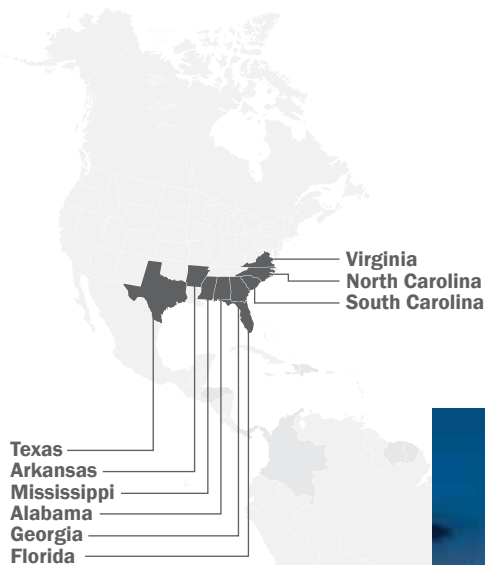 Virginia
North Carolina
South Carolina
Texas
Arkansas
Mississippi
Alabama
Georgia
Florida